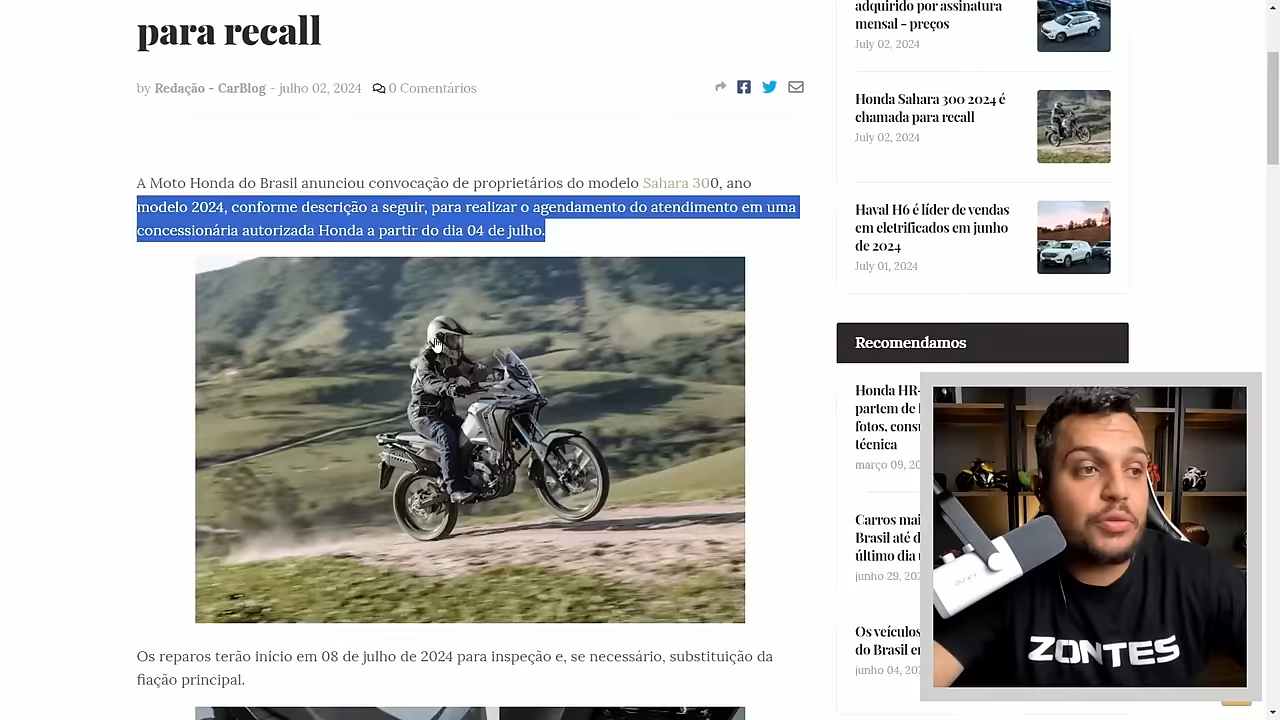 para recall
by Redação - CarBlog - julho 02, 2024 0 Comentários
A Moto Honda do Brasil anunciou convocação de proprietários do modelo Sahara 300, ano
modelo 2024, conforme descrição a seguir, para realizar o agendamento do atendimento em uma
concessionária autorizada Honda a partir do dia 04 de julho.
Os reparos terão início em 08 de julho de 2024 para inspeção e, se necessário, substituição da
fiação principal.
adquirido por assinatura
mensal - preços
July 02, 2024
Honda Sahara 300 2024 é
chamada para recall
July 02, 2024
Haval H6 é líder de vendas
em eletrificados em junho
de 2024
July 01, 2024
Recomendamos
Honda HR-
partem de
fotos, cons
técnica
março 09, 20
Carros mai
Brasil até d
último dia
junho 29, 202
Os veículos
do Brasil e
junho 04, 20
ZONTES